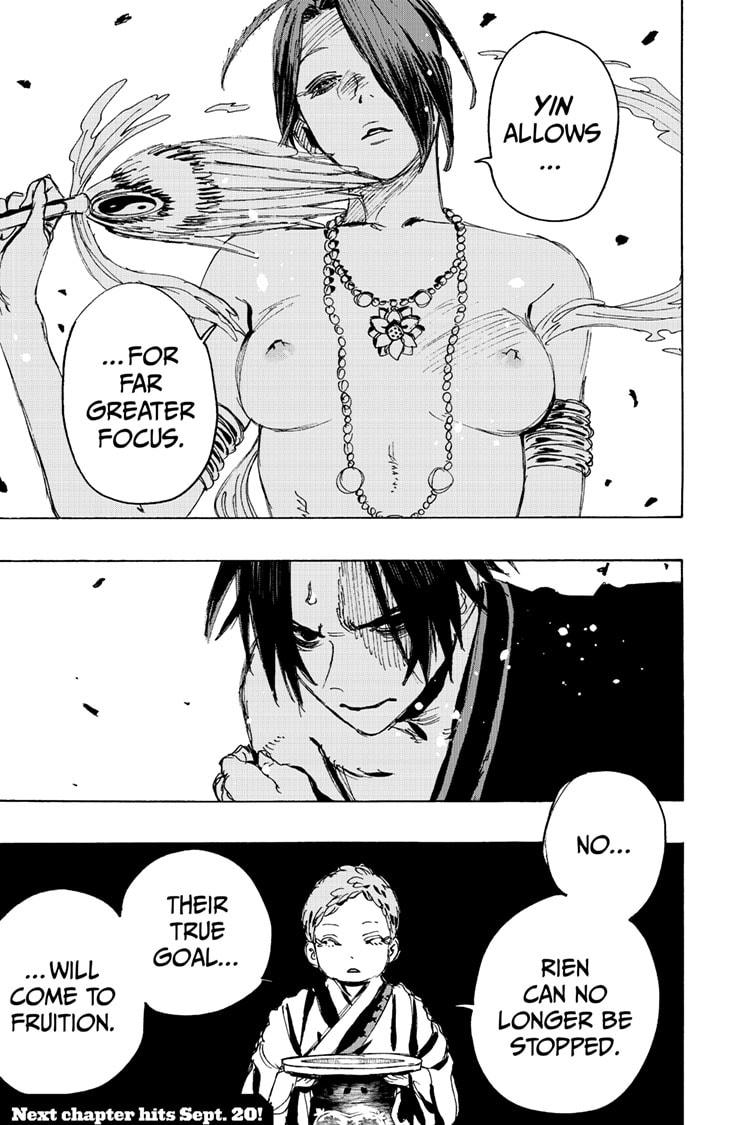 YIN
ALLOWS
...
...FOR
FAR
GREATER
FOCUS.
NO...
RIEN
CAN NO
LONGER BE
STOPPED.
THEIR
TRUE
GOAL...
...WILL
COME TO
FRUITION.
Next chapter hits Sept. 20!